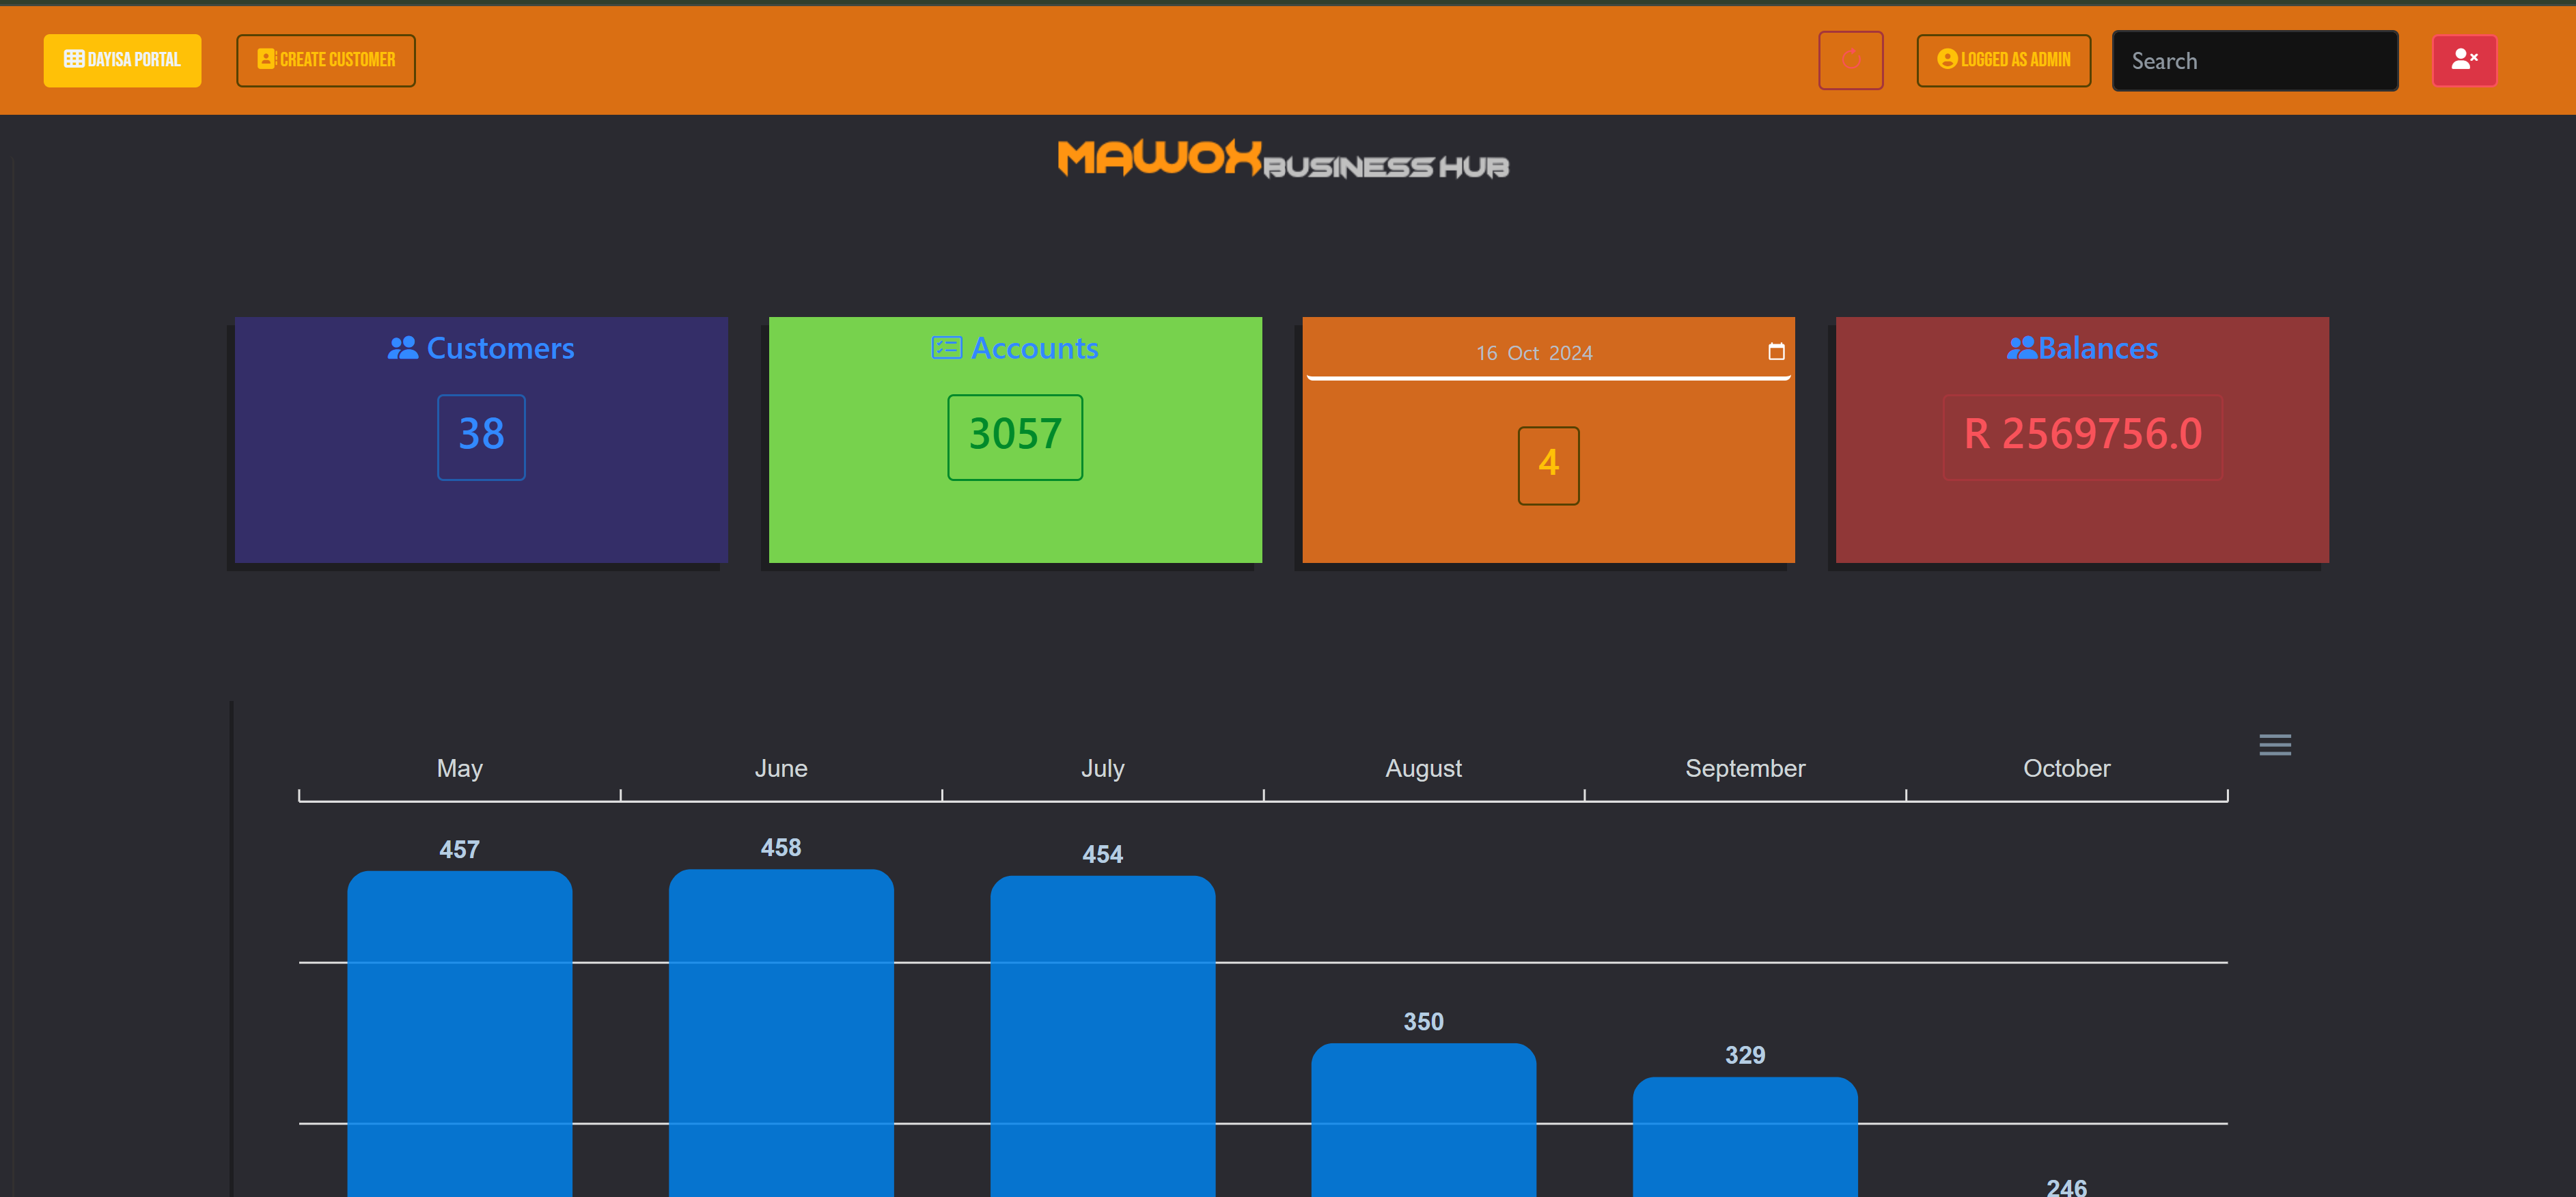 DAYISA PORTAL
CREATE CUSTOMER
LOGGED AS ADMIN
Search
MAWOX BUSINESS HUB
Customers
38
Accounts
3057
16 Oct 2024
4
Balances
R 2569756.0
May June July August September October
457
458
454
350
329
246